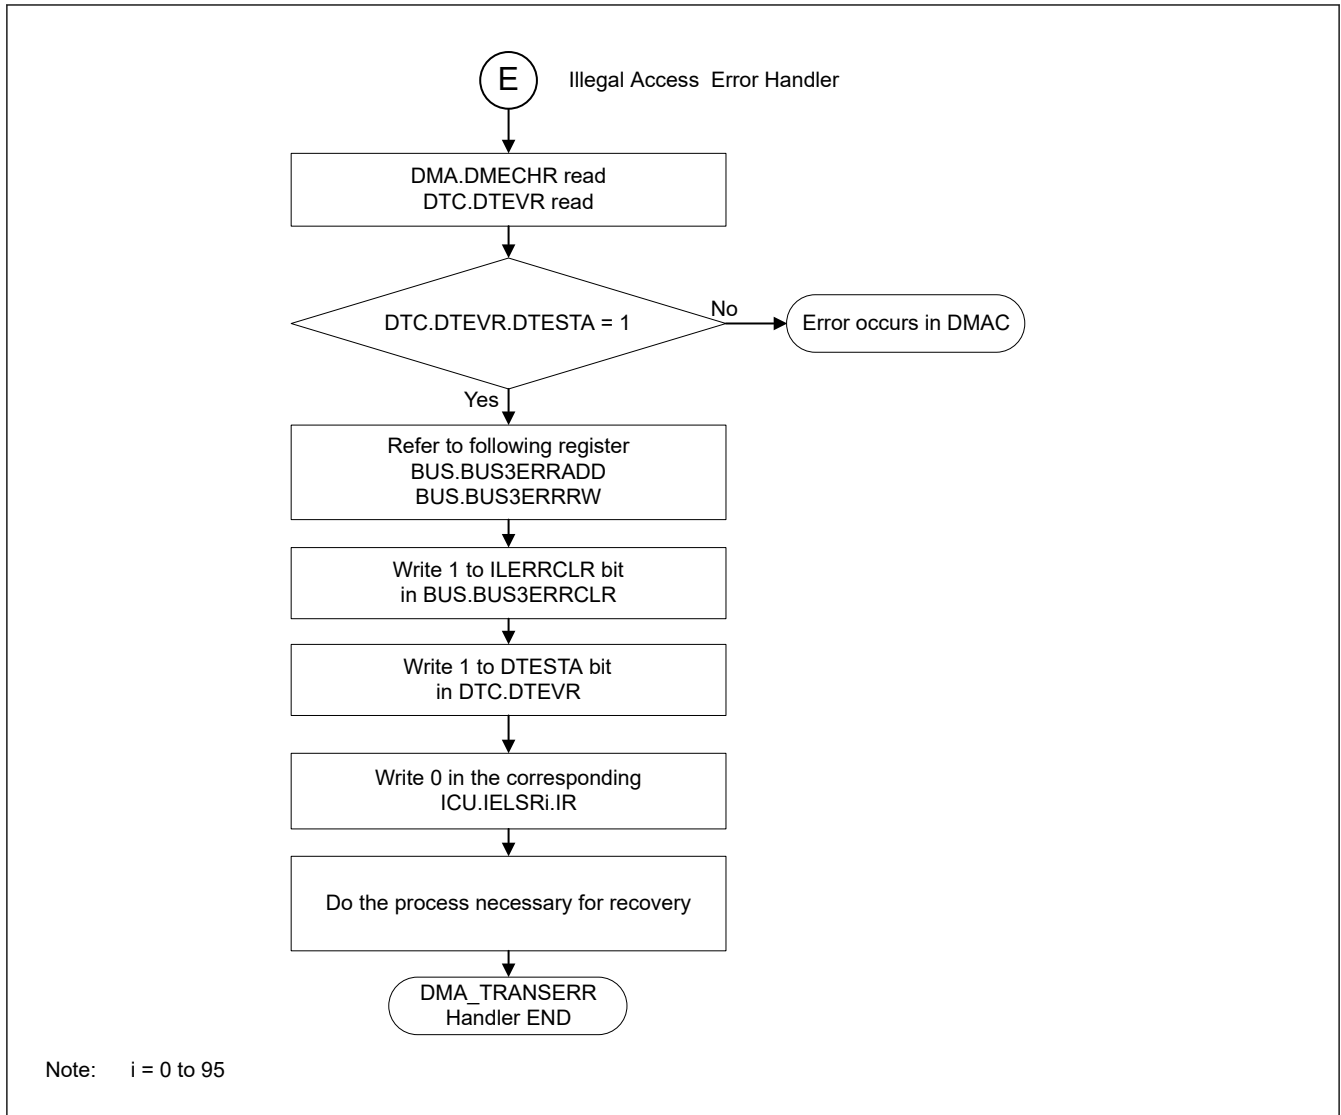 E
Illegal Access Error Handler
DMA.DMECHR read
DTC.DTEVR read
DTC.DTEVR.DTESTA = 1
No
Error occurs in DMAC
Yes
Refer to following register
BUS.BUS3ERRADD
BUS.BUS3ERRRW
Write 1 to ILERRCLR bit
in BUS.BUS3ERRCLR
Write 1 to DTESTA bit
in DTC.DTEVR
Write 0 in the corresponding
ICU.IELSRi.IR
Do the process necessary for recovery
DMA_TRANSERR
Handler END
Note: i = 0 to 95